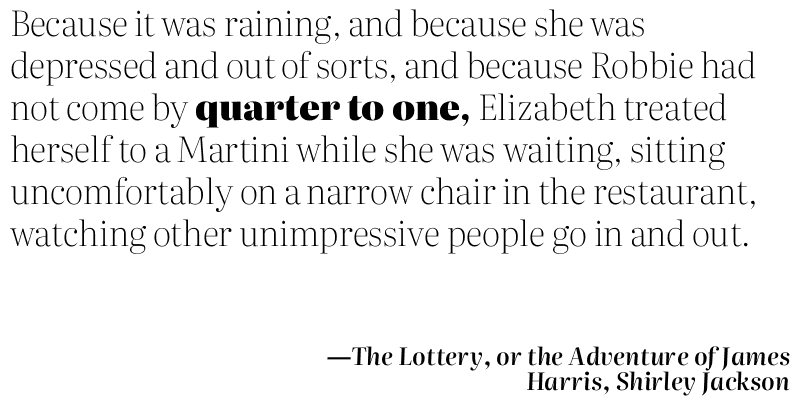 Because it was raining, and because she was
depressed and out of sorts, and because Robbie had
not come by quarter to one, Elizabeth treated
herself to a Martini while she was waiting, sitting
uncomfortably on a narrow chair in the restaurant,
watching other unimpressive people go in and out.
—The Lottery, or the Adventure of James
Harris, Shirley Jackson